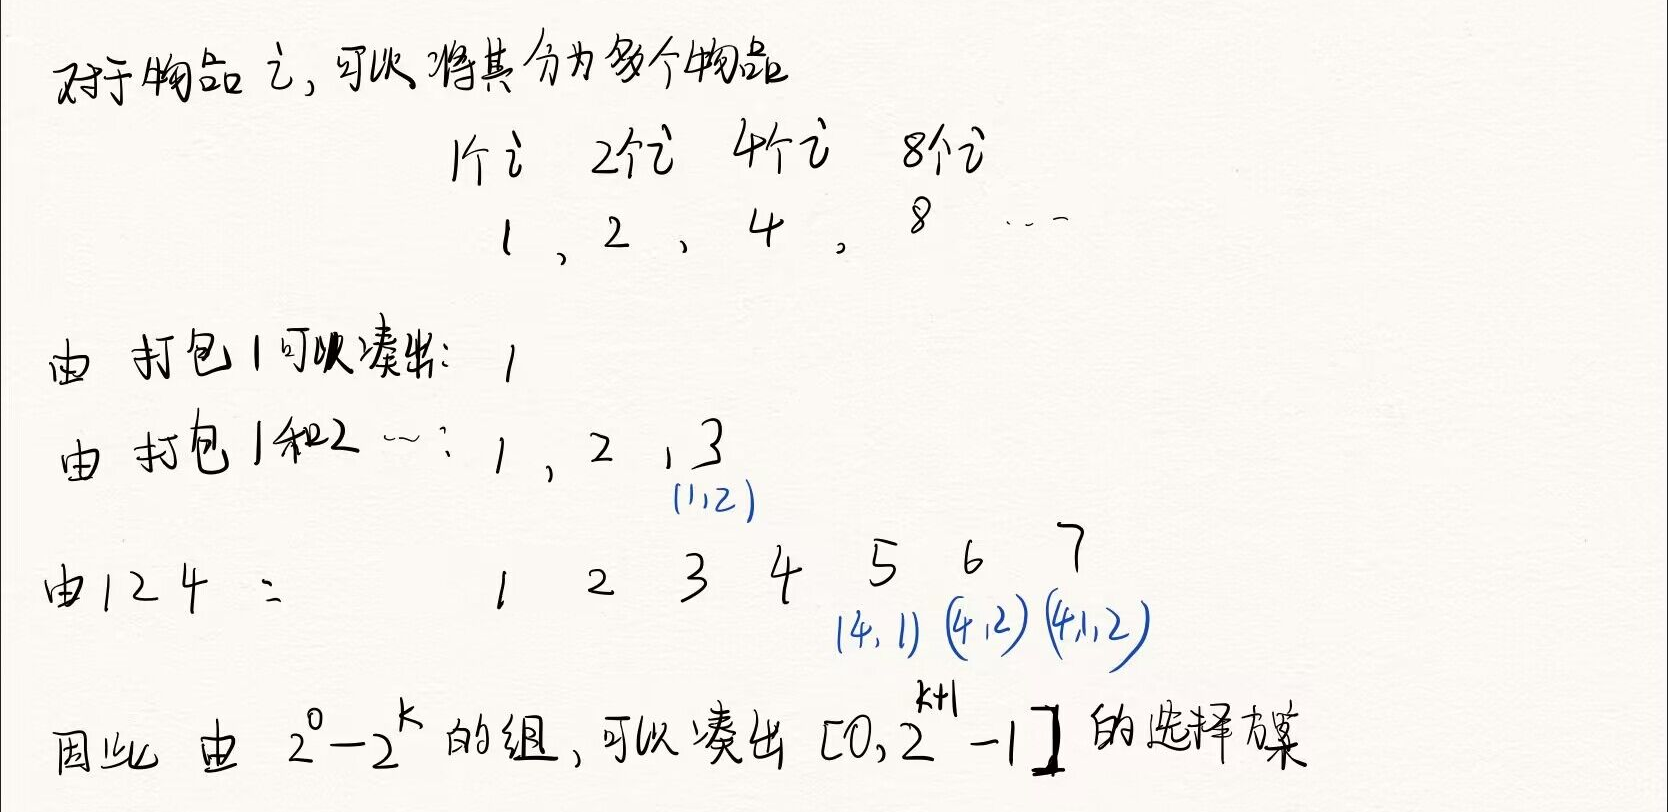 对于物品 i, 可以将其分为多个物品
1个i 2个i 4个i 8个i
1 , 2 , 4 , 8 ...
由 打包1可以凑出: 1
由 打包1和2 ...: 1 , 2 , 3
(1,2)
由124 : 1 2 3 4 5 6 7
(4,1) (4,2) (4,1,2)
因此 由 2^0-2^k 的组, 可以凑出 [0, 2^{k+1}-1] 的选择方案